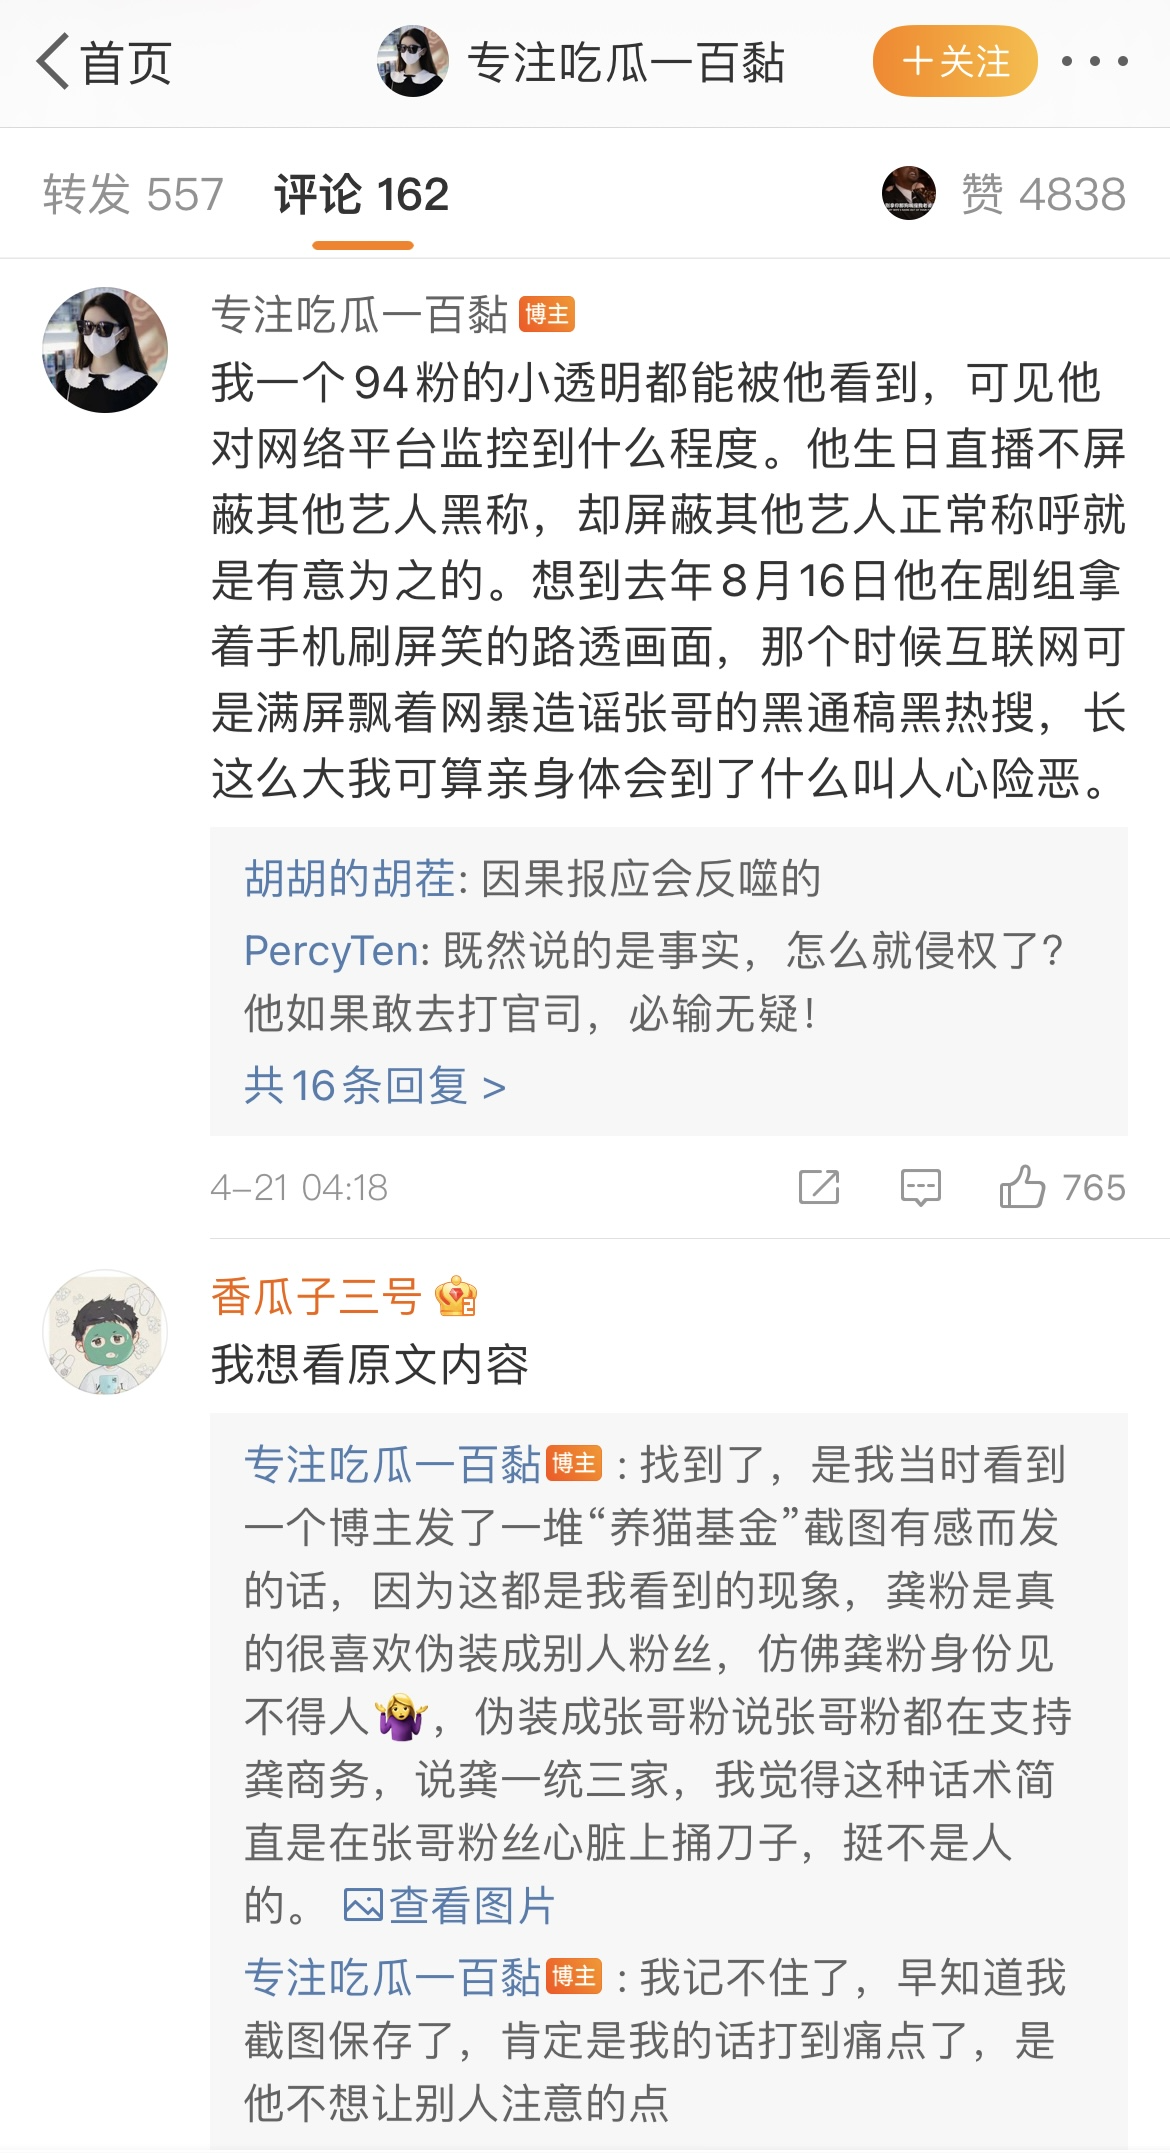 首页
专注吃瓜一百黏
+关注
转发 557
评论 162
赞 4838
专注吃瓜一百黏 博主
我一个94粉的小透明都能被他看到，可见他
对网络平台监控到什么程度。他生日直播不屏
蔽其他艺人黑称，却屏蔽其他艺人正常称呼就
是有意为之的。想到去年8月16日他在剧组拿
着手机刷屏笑的路透画面，那个时候互联网可
是满屏飘着网暴造谣张哥的黑通稿黑热搜，长
这么大我可算亲身体会到了什么叫人心险恶。
胡胡的胡茬: 因果报应会反噬的
PercyTen: 既然说的是事实，怎么就侵权了?
他如果敢去打官司，必输无疑!
共16条回复 >
4-21 04:18
765
香瓜子三号
我想看原文内容
专注吃瓜一百黏 博主 : 找到了，是我当时看到
一个博主发了一堆“养猫基金”截图有感而发
的话，因为这都是我看到的现象，龚粉是真
的很喜欢伪装成别人粉丝，仿佛龚粉身份见
不得人🤷‍♀️，伪装成张哥粉说张哥粉都在支持
龚商务，说龚一统三家，我觉得这种话术简
直是在张哥粉丝心脏上捅刀子，挺不是人
的。 查看图片
专注吃瓜一百黏 博主 : 我记不住了，早知道我
截图保存了，肯定是我的话打到痛点了，是
他不想让别人注意的点